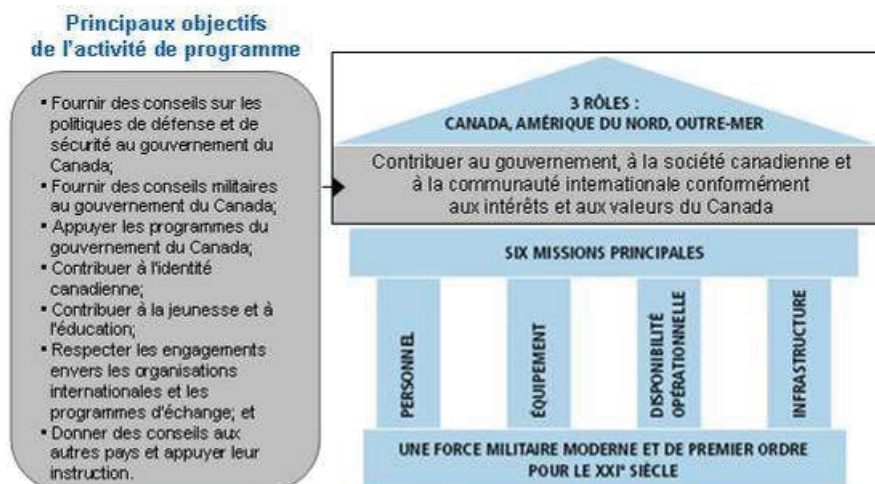 Principaux objectifs
de l'activité de programme
▪ Fournir des conseils sur les
politiques de défense et de
sécurité au gouvernement du
Canada;
▪ Fournir des conseils militaires
au gouvernement du Canada;
▪ Appuyer les programmes du
gouvernement du Canada;
▪ Contribuer à l'identité
canadienne;
▪ Contribuer à la jeunesse et à
l'éducation;
▪ Respecter les engagements
envers les organisations
internationales et les
programmes d'échange; et
▪ Donner des conseils aux
autres pays et appuyer leur
instruction.
3 RÔLES :
CANADA, AMÉRIQUE DU NORD, OUTRE-MER
Contribuer au gouvernement, à la société canadienne et
à la communauté internationale conformément
aux intérêts et aux valeurs du Canada
SIX MISSIONS PRINCIPALES
PERSONNEL
ÉQUIPEMENT
DISPONIBILITÉ
OPÉRATIONNELLE
INFRASTRUCTURE
UNE FORCE MILITAIRE MODERNE ET DE PREMIER ORDRE
POUR LE XXIᵉ SIÈCLE